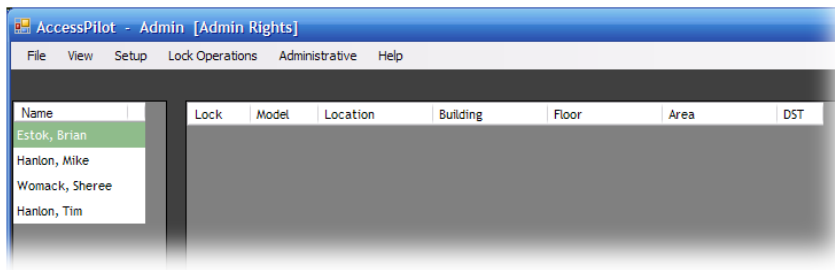 AccessPilot - Admin [Admin Rights]
File View Setup Lock Operations Administrative Help
Name Lock Model Location Building Floor Area DST
Estok, Brian
Hanlon, Mike
Womack, Sheree
Hanlon, Tim